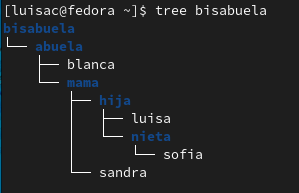 [luisac@fedora ~]$ tree bisabuela
bisabuela
└── abuela
    ├── blanca
    └── mama
        ├── hija
        │   ├── luisa
        │   └── nieta
        │       └── sofia
        └── sandra